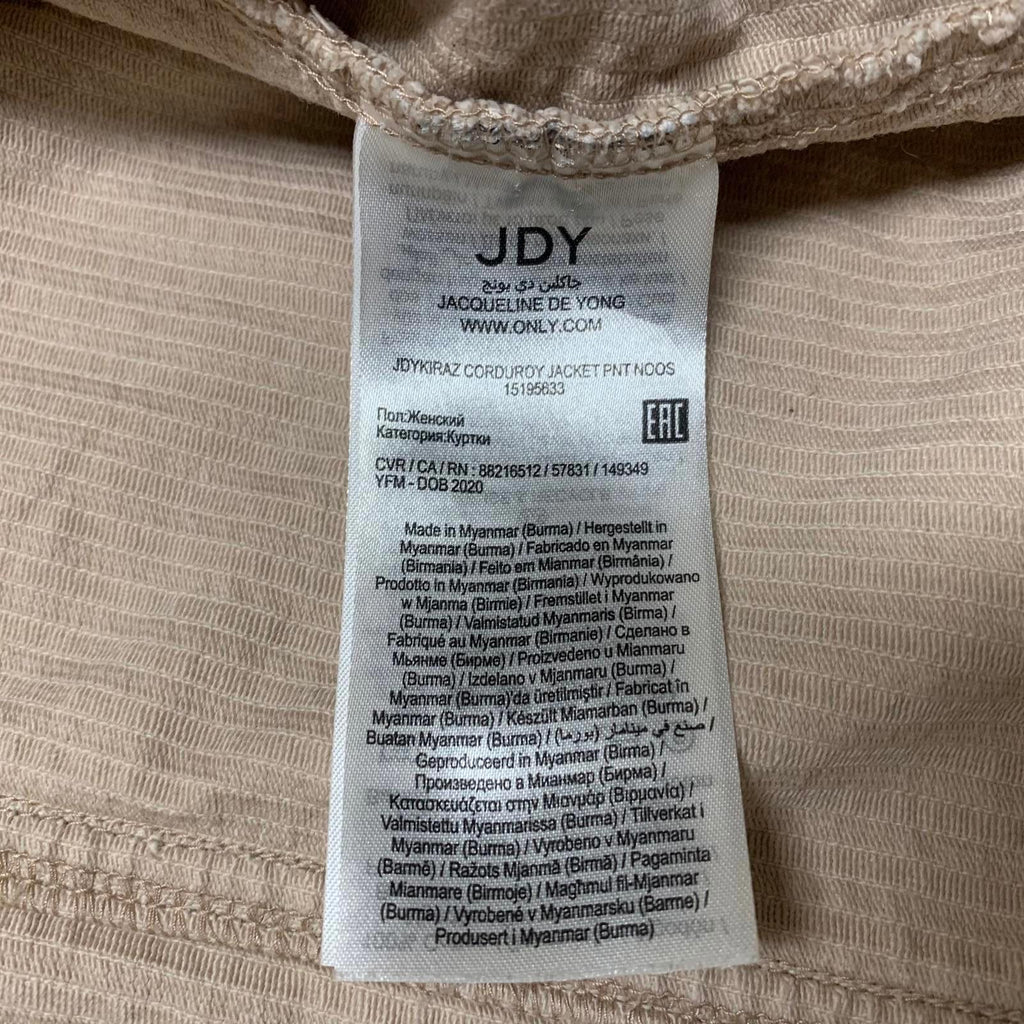 JDY
جاكلين دي يونج
JACQUELINE DE YONG
WWW.ONLY.COM
JDYKIRAZ CORDUROY JACKET PNT NOOS
15195633
Пол:Женский
Категория:Куртки
EAC
CVR / CA / RN : 88216512 / 57831 / 149349
YFM - DOB 2020
Made in Myanmar (Burma) / Hergestellt in
Myanmar (Burma) / Fabricado en Myanmar
(Birmania) / Feito em Mianmar (Birmânia) /
Prodotto in Myanmar (Birmania) / Wyprodukowano
w Mjanma (Birmie) / Fremstillet i Myanmar
(Burma) / Valmistatud Myanmaris (Birma) /
Fabriqué au Myanmar (Birmanie) / Сделано в
Мьянме (Бирме) / Proizvedeno u Mianmaru
(Burma) / Izdelano v Mjanmaru (Burma) /
Myanmar (Burma)'da üretilmiştir / Fabricat în
Myanmar (Burma) / Készült Miamarban (Burma) /
Buatan Myanmar (Burma) / صنع في ميانمار (بورما) /
Geproduceerd in Myanmar (Birma) /
Произведено в Мианмар (Бирма) /
Κατασκευάζεται στην Μιανμάρ (Βιρμανία) /
Valmistettu Myanmarissa (Burma) / Tillverkat i
Myanmar (Burma) / Vyrobeno v Myanmaru
(Barmě) / Ražots Mjanmā (Birmā) / Pagaminta
Mianmare (Birmoje) / Magħmul fil-Mjanmar
(Burma) / Vyrobené v Myanmarsku (Barme) /
Produsert i Myanmar (Burma)